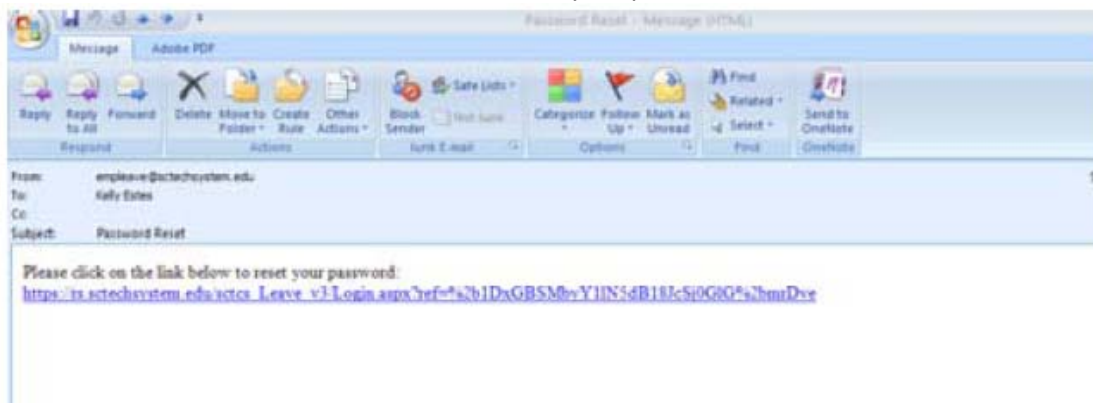 Password Reset - Message (HTML)
Message Adobe PDF
Reply Reply to All Forward Delete Move to Folder Create Rule Other Actions Block Sender Safe Lists Not Junk Categorize Follow Up Mark as Unread Find Related Select Send to OneNote
Respond Actions Junk E-mail Options Find OneNote
From: empleave@sctechsystem.edu
To: Kelly Estes
Cc:
Subject: Password Reset
Please click on the link below to reset your password: